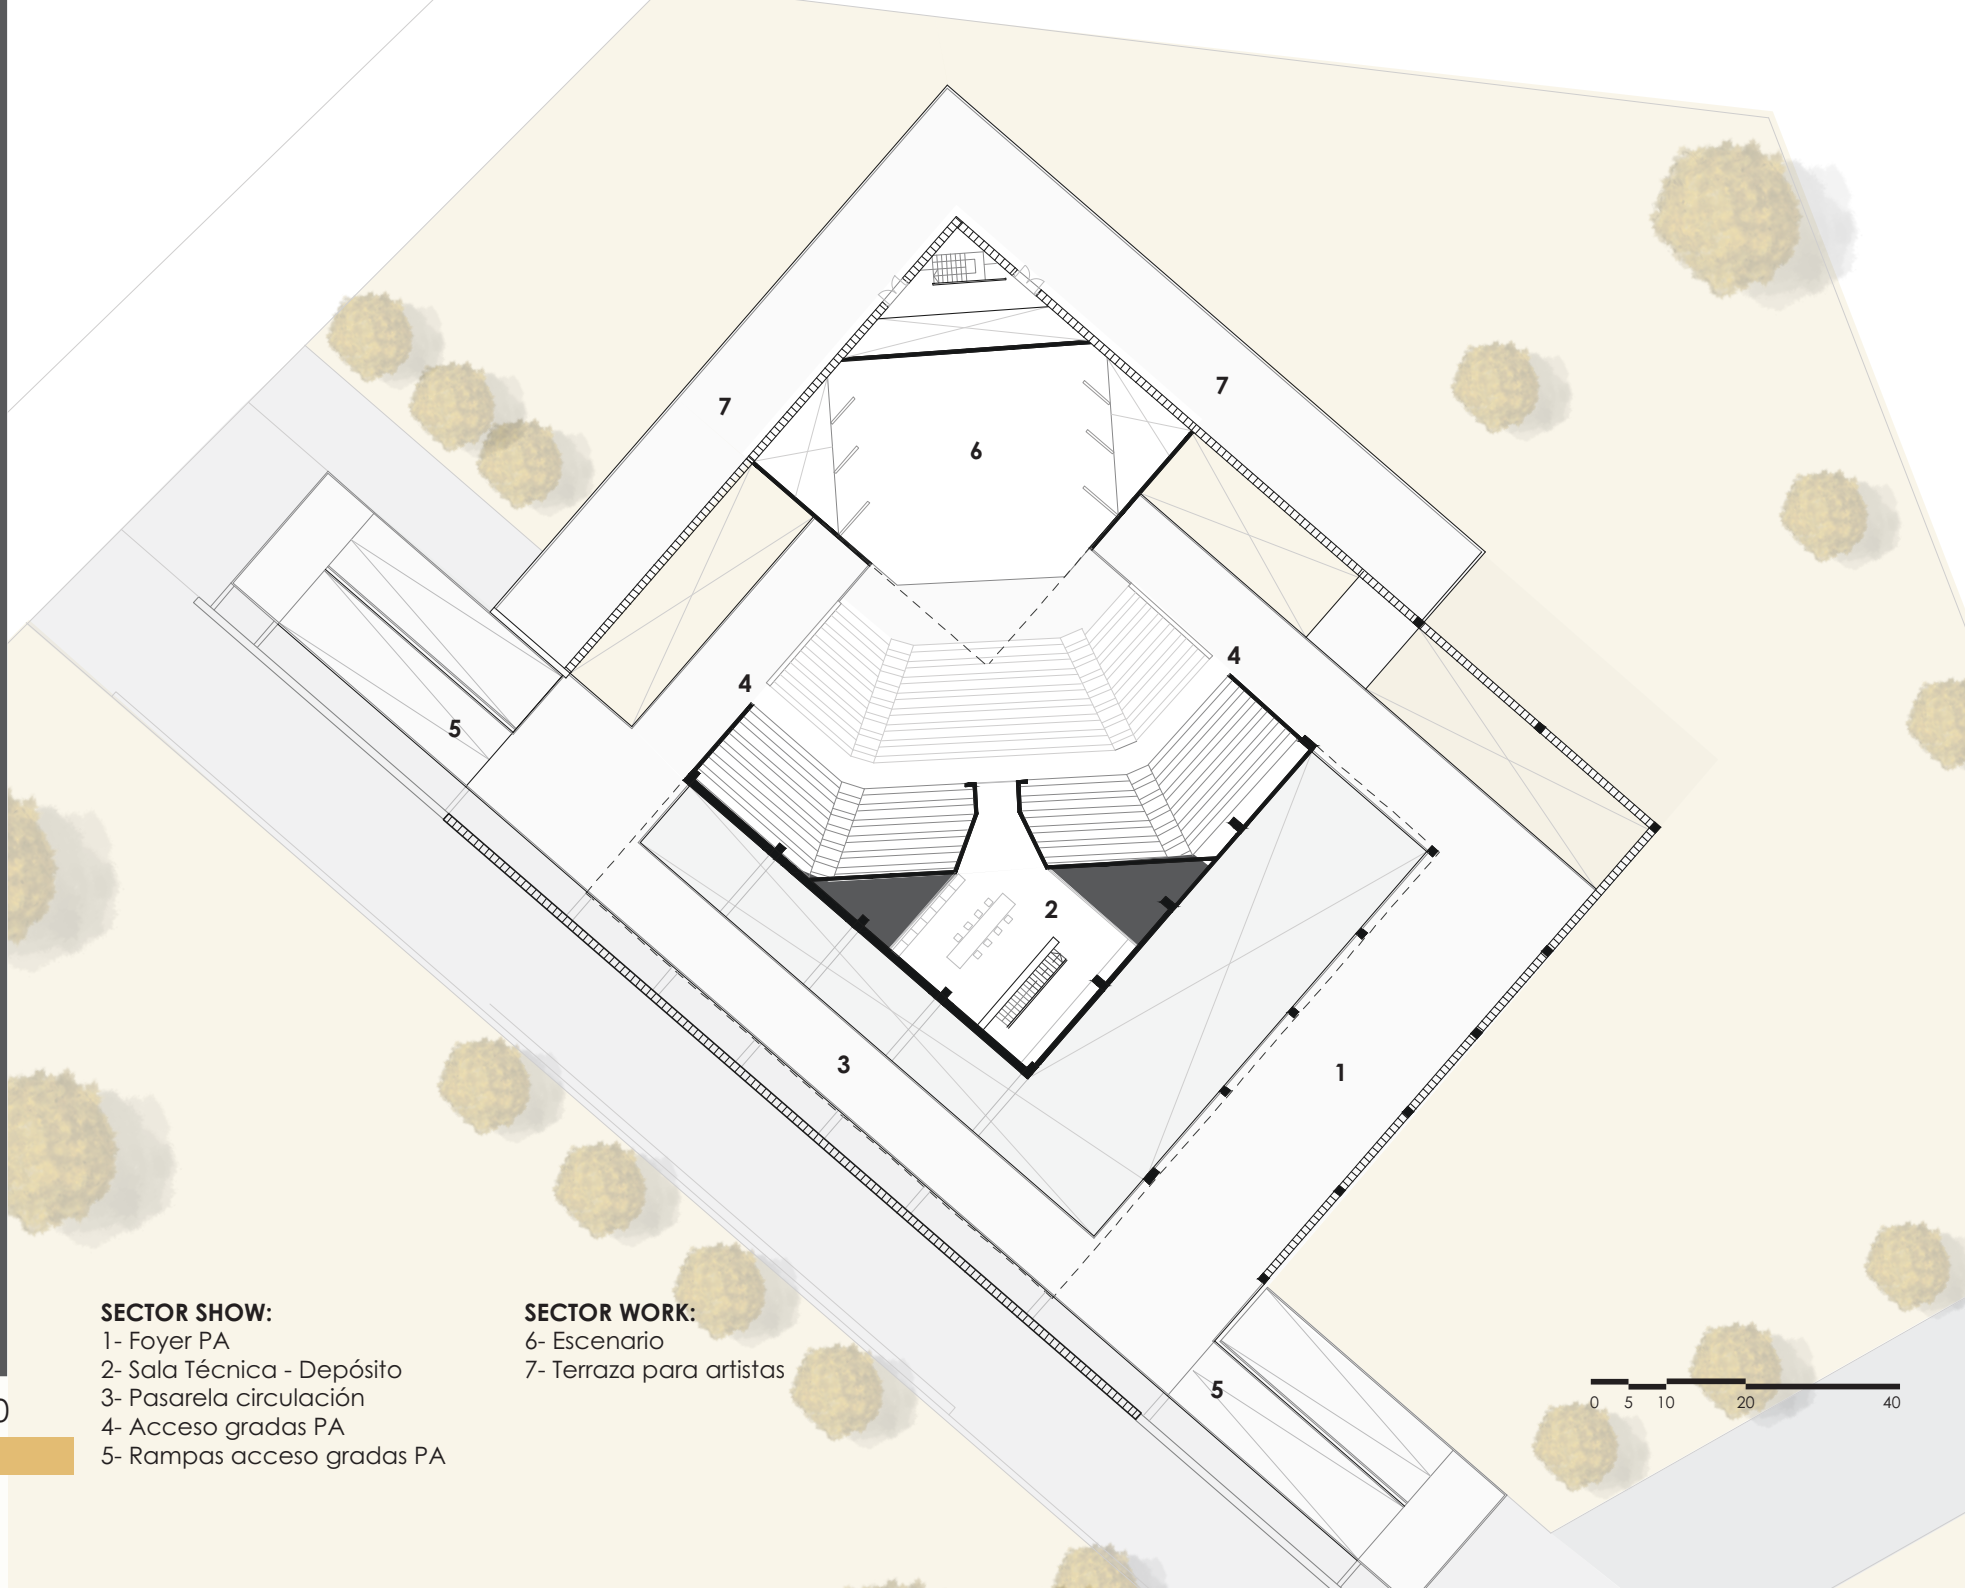 7
7
6
4
4
5
2
3
1
5
SECTOR SHOW:
1- Foyer PA
2- Sala Técnica - Depósito
3- Pasarela circulación
4- Acceso gradas PA
5- Rampas acceso gradas PA
SECTOR WORK:
6- Escenario
7- Terraza para artistas
0 5 10 20 40
0